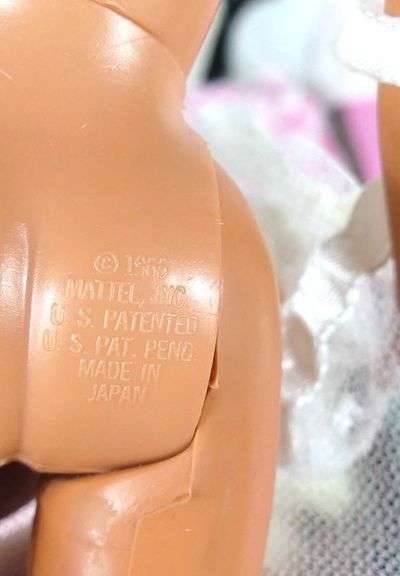 © 1966
MATTEL, INC
U. S. PATENTED
U. S. PAT. PEND.
MADE IN
JAPAN